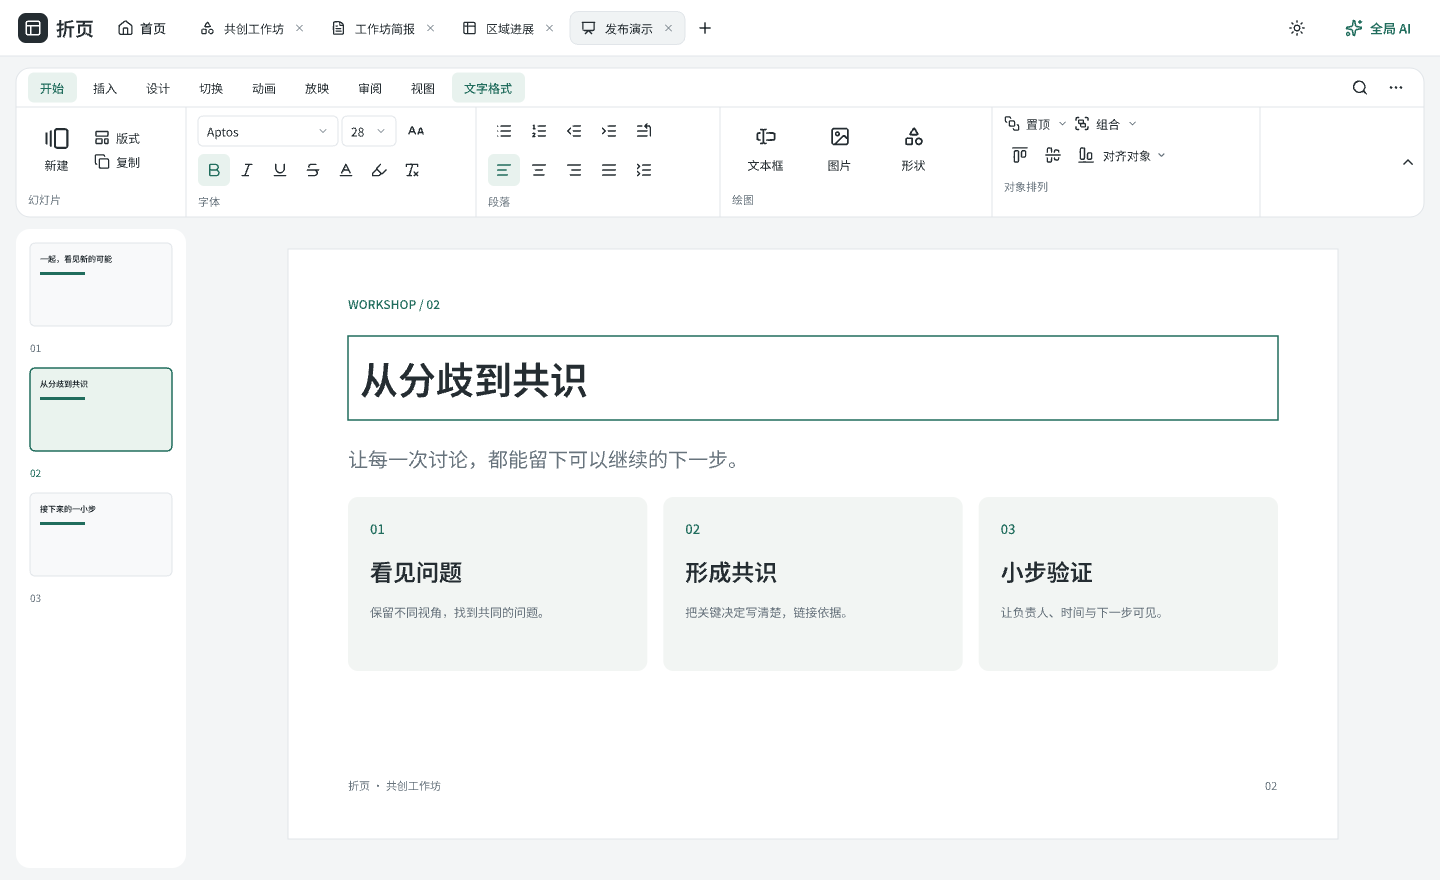 折页
首页
共创工作坊
工作坊简报
区域进展
发布演示
全局 AI
开始
插入
设计
切换
动画
放映
审阅
视图
文字格式
新建
版式
复制
幻灯片
Aptos
28
字体
段落
文本框
图片
形状
绘图
置顶
组合
对齐对象
对象排列
一起，看见新的可能
01
从分歧到共识
02
接下来的一小步
03
WORKSHOP / 02
从分歧到共识
让每一次讨论，都能留下可以继续的下一步。
01
看见问题
保留不同视角，找到共同的问题。
02
形成共识
把关键决定写清楚，链接依据。
03
小步验证
让负责人、时间与下一步可见。
折页 · 共创工作坊
02